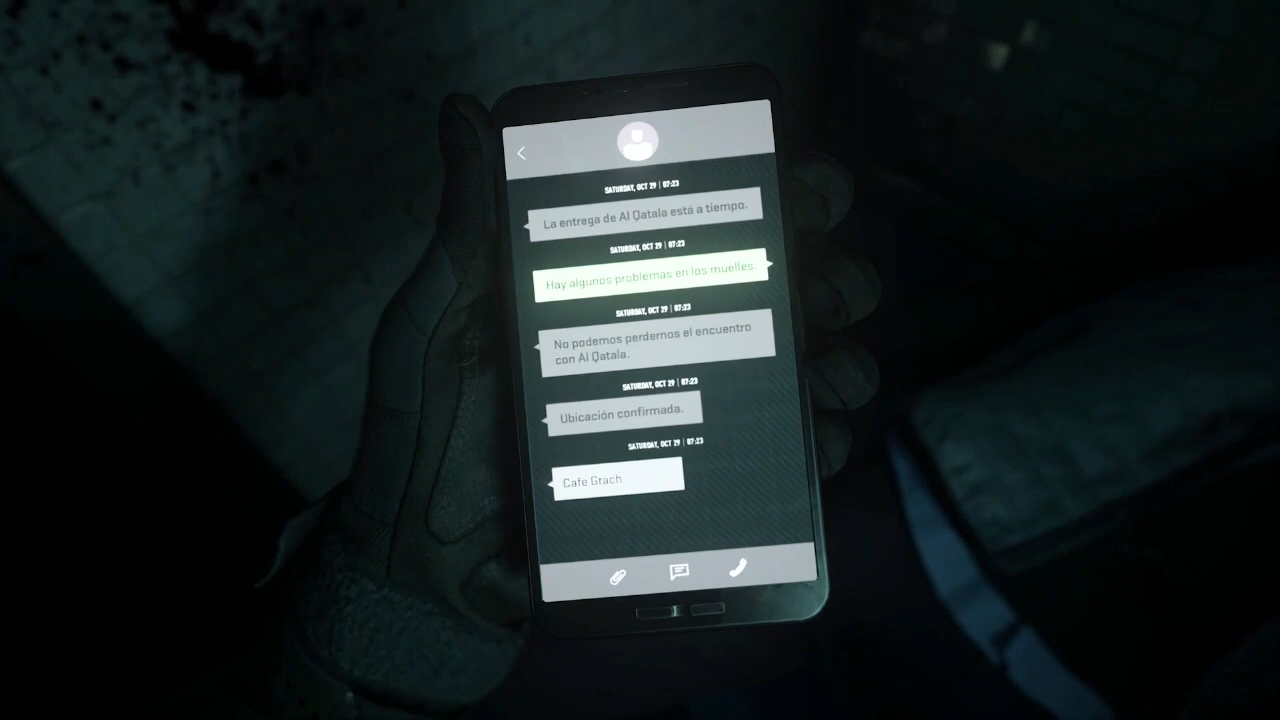 SATURDAY, OCT 29 | 07:23
La entrega de Al Qatala está a tiempo.
SATURDAY, OCT 29 | 07:23
Hay algunos problemas en los muelles.
SATURDAY, OCT 29 | 07:23
No podemos perdernos el encuentro
con Al Qatala.
SATURDAY, OCT 29 | 07:23
Ubicación confirmada.
SATURDAY, OCT 29 | 07:23
Cafe Grach